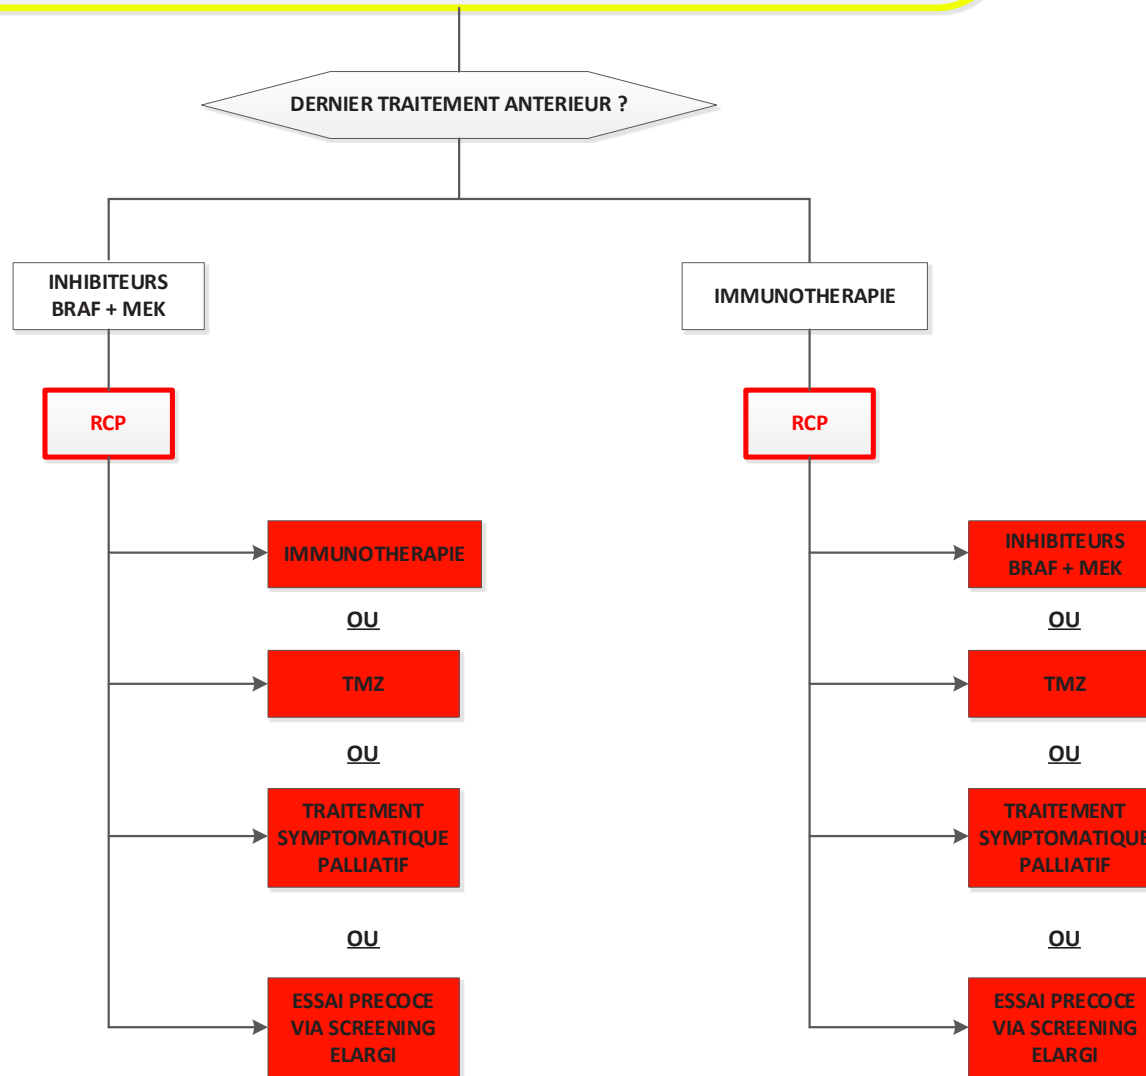 DERNIER TRAITEMENT ANTERIEUR ?
INHIBITEURS
BRAF + MEK
RCP
IMMUNOTHERAPIE
OU
TMZ
OU
TRAITEMENT
SYMPTOMATIQUE
PALLIATIF
OU
ESSAI PRECOCE
VIA SCREENING
ELARGI
IMMUNOTHERAPIE
RCP
INHIBITEURS
BRAF + MEK
OU
TMZ
OU
TRAITEMENT
SYMPTOMATIQUE
PALLIATIF
OU
ESSAI PRECOCE
VIA SCREENING
ELARGI